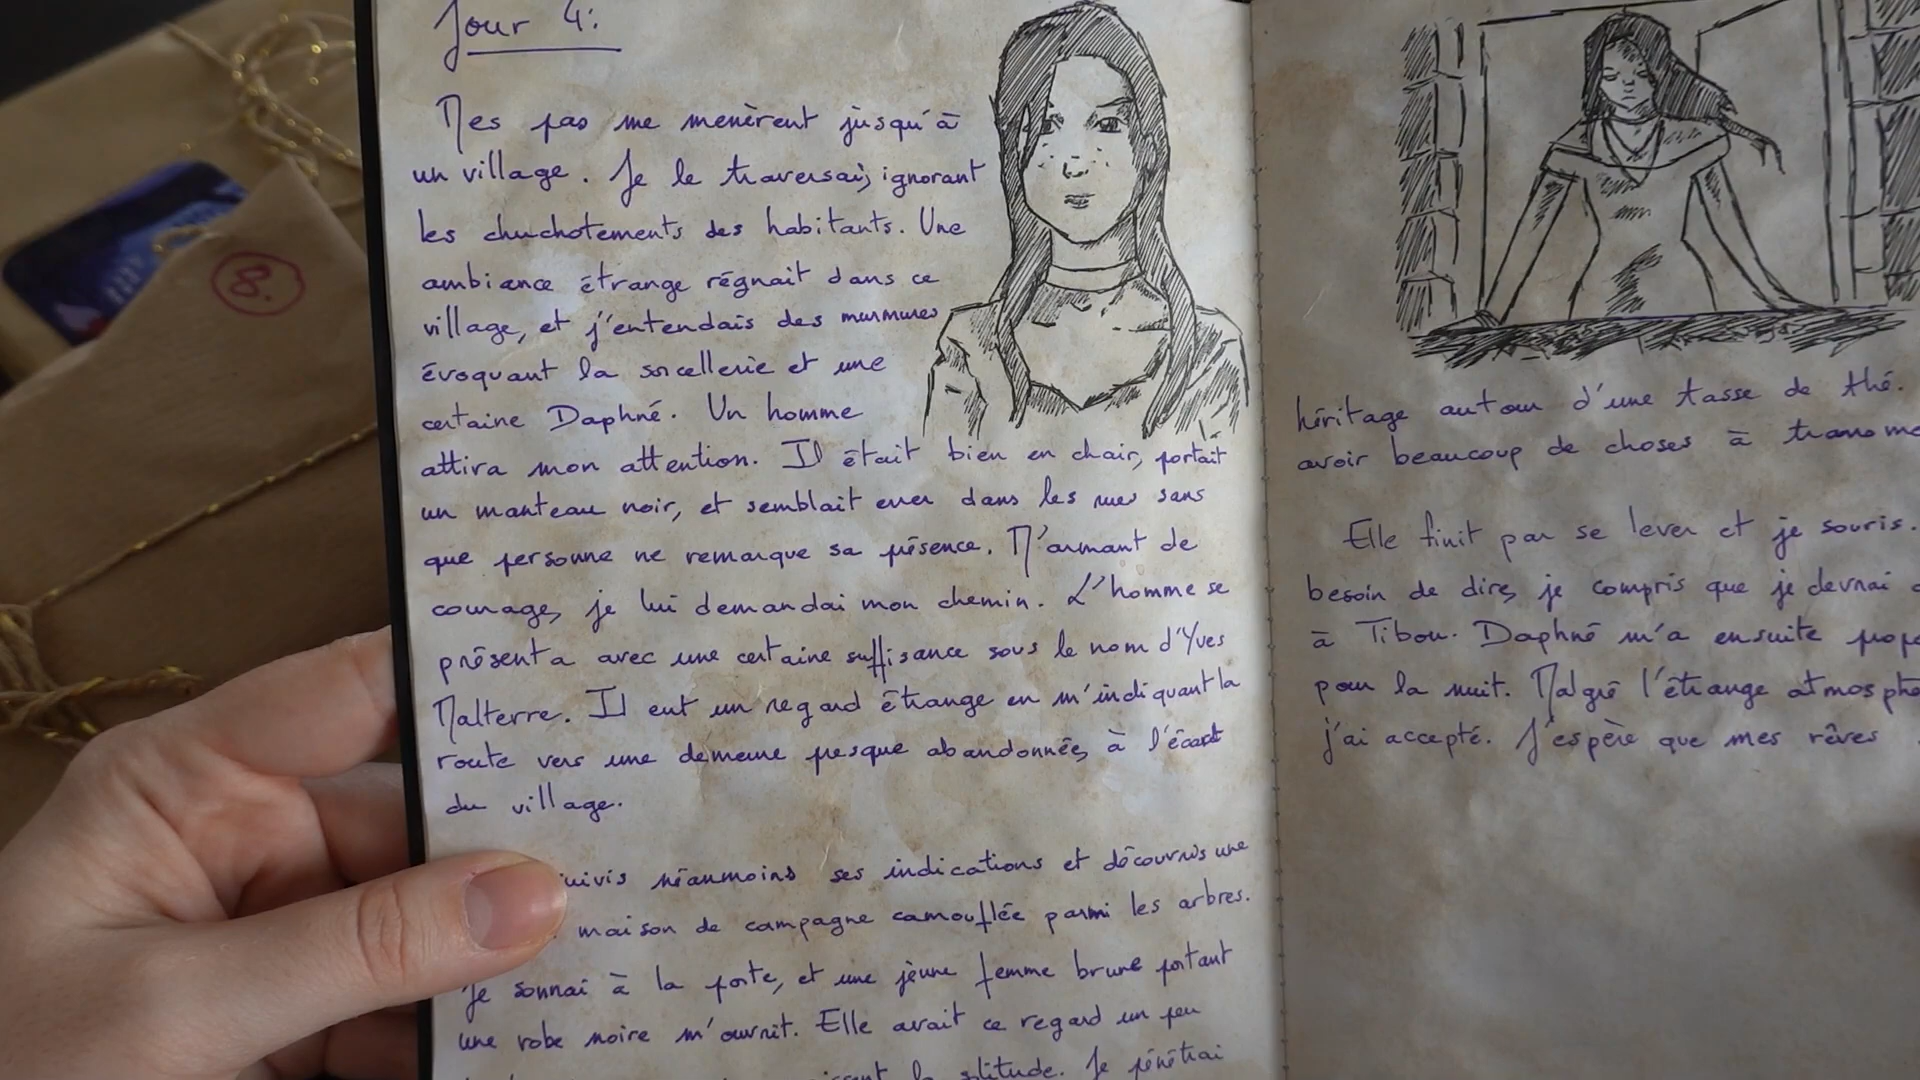 Jour 4:
Mes pas me menèrent jusqu'à
un village. Je le traversai, ignorant
les chuchotements des habitants. Une
ambiance étrange régnait dans ce
village, et j'entendais des murmures
évoquant la sorcellerie et une
certaine Daphné. Un homme
attira mon attention. Il était bien en chair, portait
un manteau noir, et semblait errer dans les rues sans
que personne ne remarque sa présence. M'armant de
courage, je lui demandai mon chemin. L'homme se
présenta avec une certaine suffisance sous le nom d'Yves
Malterre. Il eut un regard étrange en m'indiquant la
route vers une demeure presque abandonnée, à l'écart
du village.
suivis néanmoins ses indications et découvris une
maison de campagne camouflée parmi les arbres.
Je sonnai à la porte, et une jeune femme brune portant
une robe noire m'ouvrit. Elle avait ce regard un peu
la solitude. Je pénétrai
héritage autour d'une tasse de thé.
avoir beaucoup de choses à
Elle finit par se lever et je souris.
besoin de dire, je compris que je devrai
à Tibou. Daphné m'a ensuite
pour la nuit. Malgré l'étrange
j'ai accepté. J'espère que mes rêves
8.